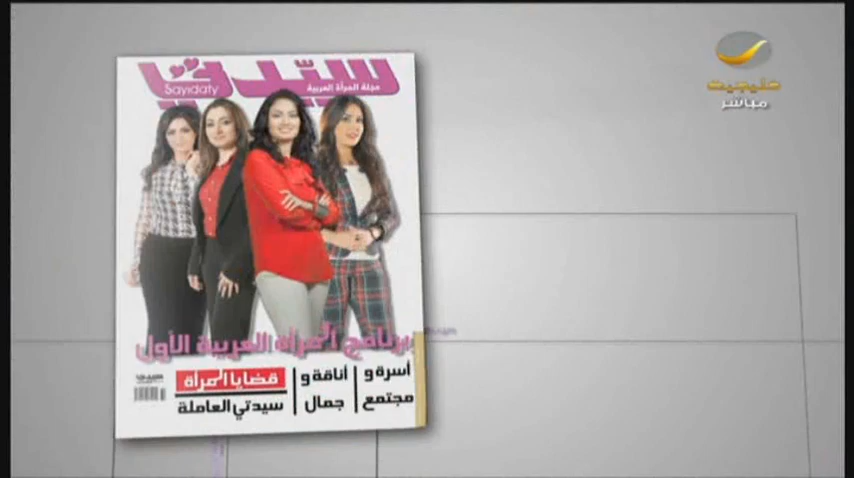 خليجية
مباشر
سيدتي
Sayidaty
مجلة المرأة العربية
برنامج المرأة العربية الأول
أسرة و
مجتمع
أناقة و
جمال
قضايا المرأة
سيدتي العاملة